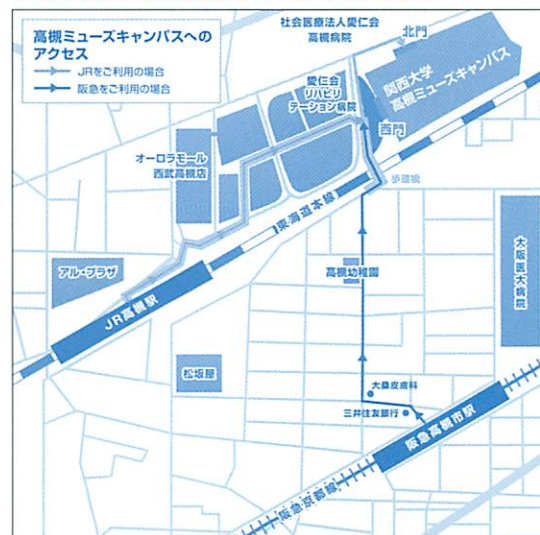 高槻ミューズキャンパスへの
アクセス
JRをご利用の場合
阪急をご利用の場合
社会医療法人愛仁会
高槻病院
北門
関西大学
高槻ミューズキャンパス
愛仁会
リハビリ
テーション病院
西門
オーロラモール
西武高槻店
歩道橋
東海道本線
アル・プラザ
高槻幼稚園
大阪医大病院
JR高槻駅
松坂屋
大桑皮膚科
三井住友銀行
阪急高槻市駅
阪急京都線